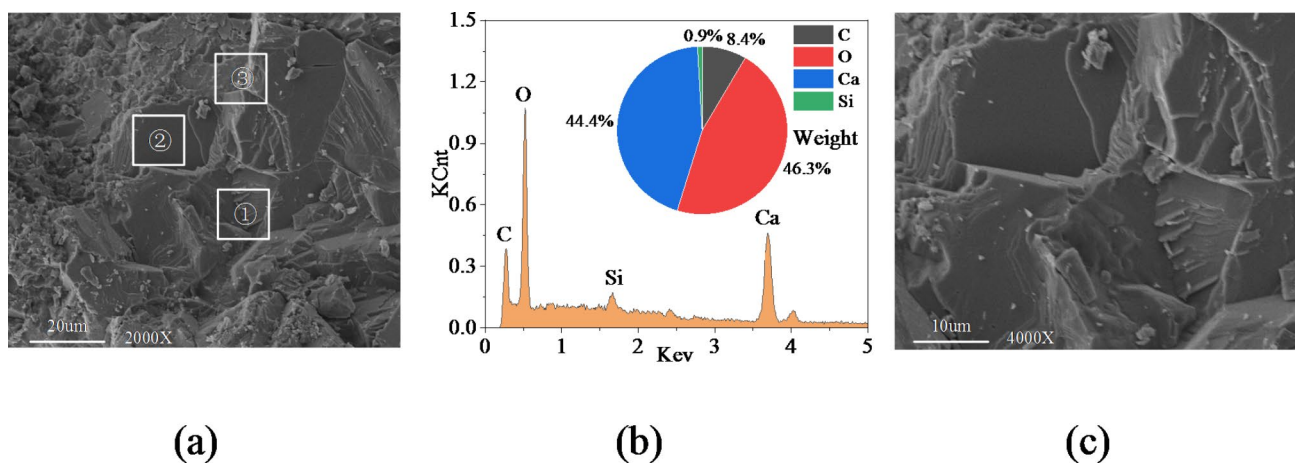 ③
②
①
20um
2000X
1.5
1.2
0.9
0.6
0.3
0.0
KCnt
C
O
Si
Ca
0
1
2
3
4
5
Kev
0.9%
8.4%
44.4%
46.3%
C
O
Ca
Si
Weight
10um
4000X
(a)
(b)
(c)